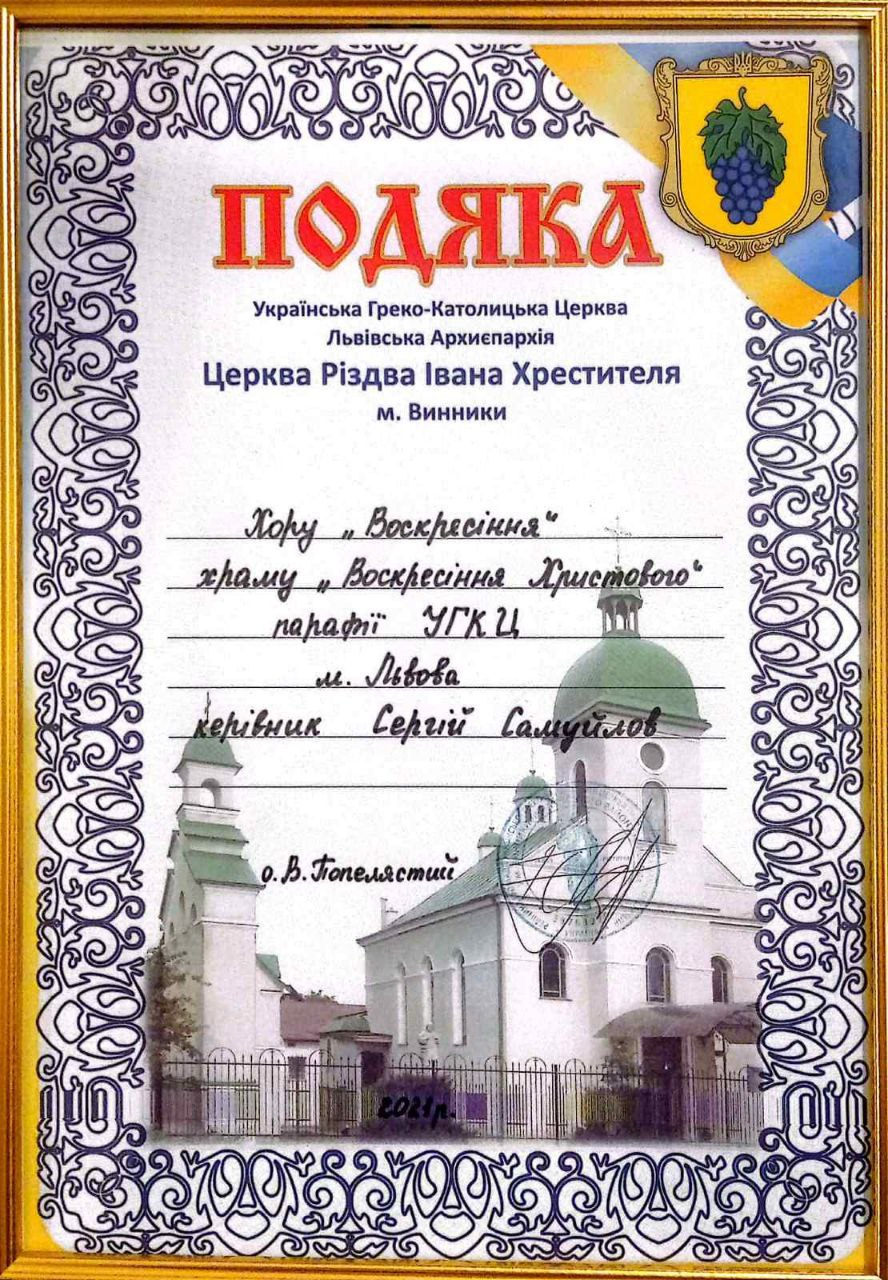 ПОДЯКА
Українська Греко-Католицька Церква
Львівська Архиєпархія
Церква Різдва Івана Хрестителя
м. Винники
Хору „Воскресіння“
храму „Воскресіння Христового“
парафії УГКЦ
м. Львова
керівник Сергій Самуйлов
о. В. Попелястий
2021р.